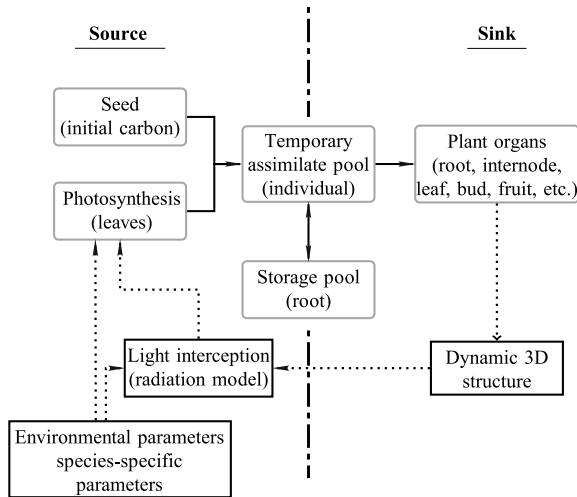 Source
Sink
Seed
(initial carbon)
Temporary
assimilate pool
(individual)
Plant organs
(root, internode,
leaf, bud, fruit, etc.)
Photosynthesis
(leaves)
Storage pool
(root)
Light interception
(radiation model)
Dynamic 3D
structure
Environmental parameters
species-specific
parameters